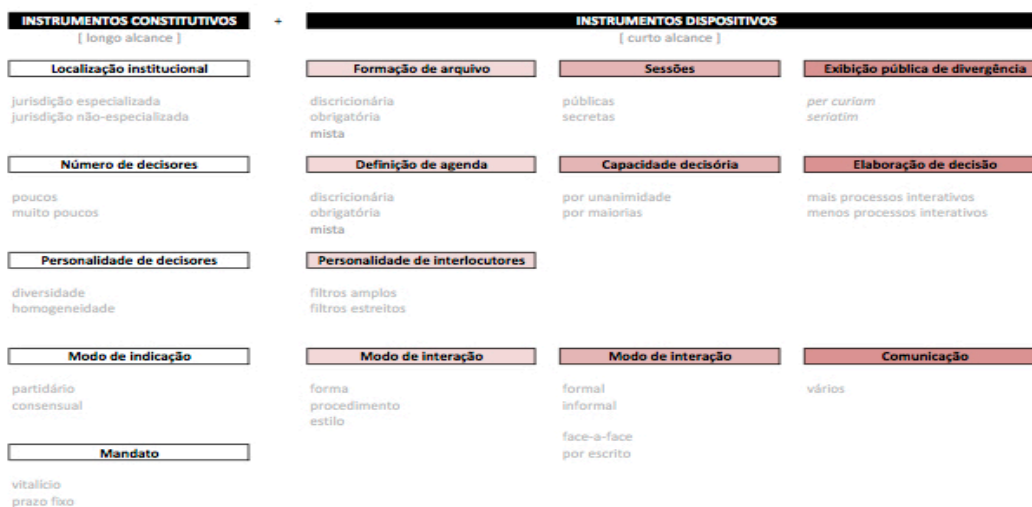 INSTRUMENTOS CONSTITUTIVOS + INSTRUMENTOS DISPOSITIVOS
[ longo alcance ] [ curto alcance ]
Localização institucional
jurisdição especializada
jurisdição não-especializada
Formação de arquivo
discricionária
obrigatória
mista
Sessões
públicas
secretas
Exibição pública de divergência
per curiam
seriatim
Número de decisores
poucos
muito poucos
Definição de agenda
discricionária
obrigatória
mista
Capacidade decisória
por unanimidade
por maiorias
Elaboração de decisão
mais processos interativos
menos processos interativos
Personalidade de decisores
diversidade
homogeneidade
Personalidade de interlocutores
filtros amplos
filtros estreitos
Modo de indicação
partidário
consensual
Modo de interação
forma
procedimento
estilo
Modo de interação
formal
informal
face-a-face
por escrito
Comunicação
vários
Mandato
vitalício
prazo fixo